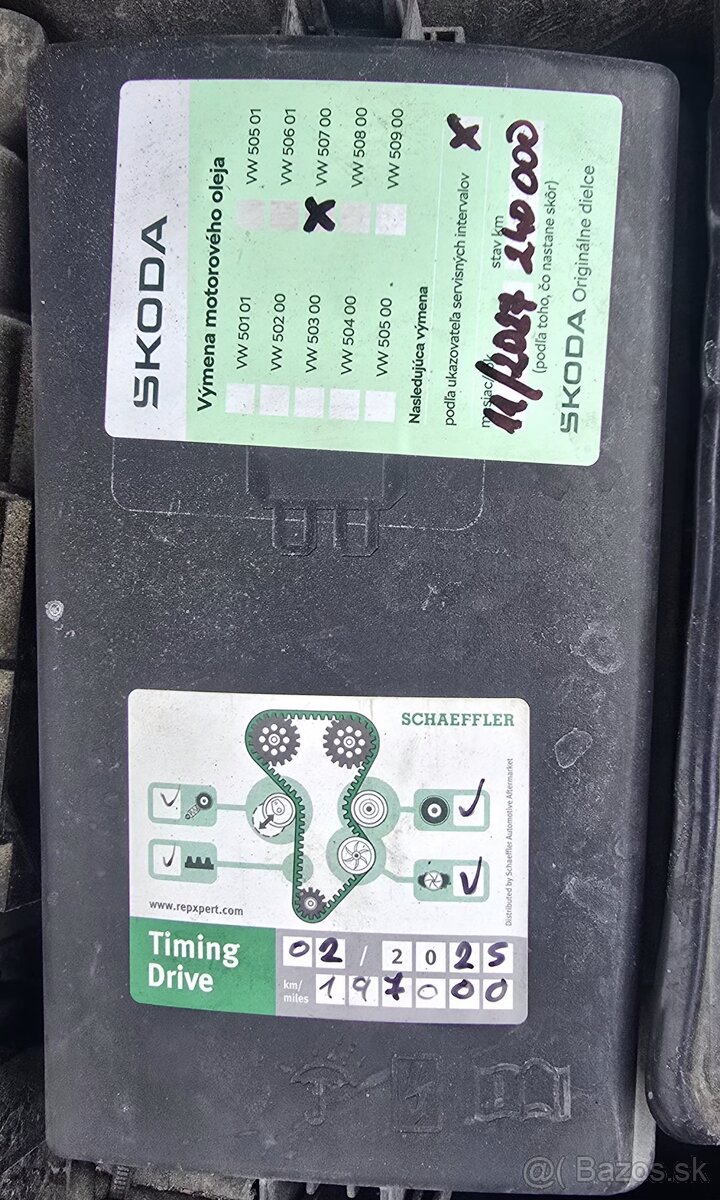 ŠKODA
Výmena motorového oleja
VW 501 01
VW 502 00
VW 503 00
VW 504 00
VW 505 00
VW 505 01
VW 506 01
VW 507 00
VW 508 00
VW 509 00
Nasledujúca výmena
podľa ukazovateľa servisných intervalov
stav km
11/2027 240 000
(podľa toho, čo nastane skôr)
ŠKODA Originálne dielce
SCHAEFFLER
www.repxpert.com
Distributed by Schaeffler Automotive Aftermarket
Timing Drive
02 / 2025
km/
miles
197000
@( Bazos.sk